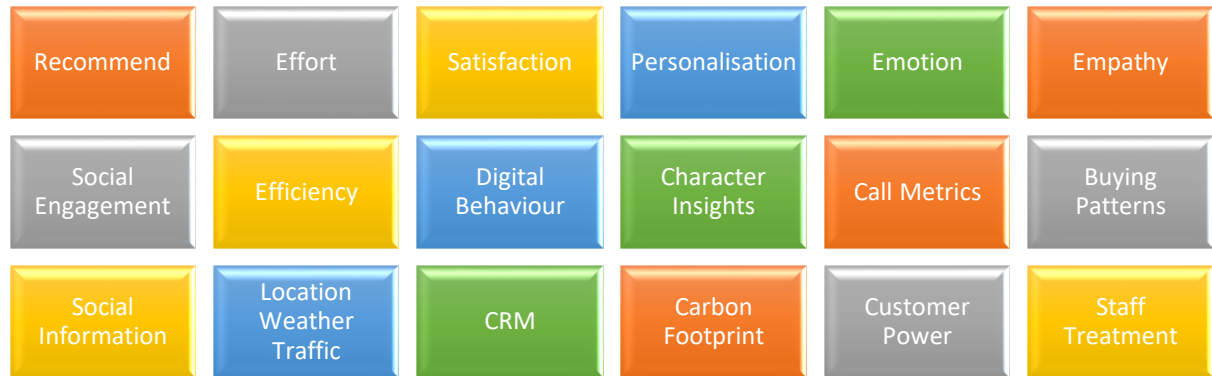 Recommend
Effort
Satisfaction
Personalisation
Emotion
Empathy
Social
Engagement
Efficiency
Digital
Behaviour
Character
Insights
Call Metrics
Buying
Patterns
Social
Information
Location
Weather
Traffic
CRM
Carbon
Footprint
Customer
Power
Staff
Treatment